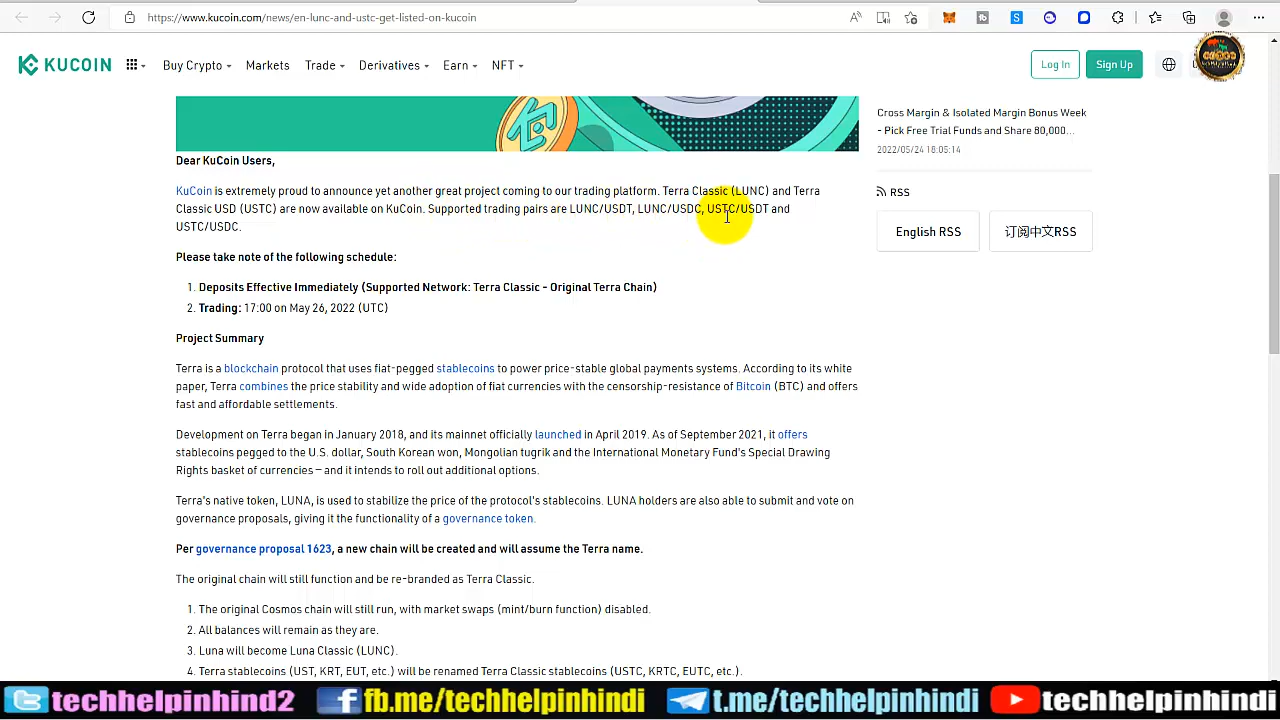 https://www.kucoin.com/news/en-lunc-and-ustc-get-listed-on-kucoin
KUCOIN Buy Crypto Markets Trade Derivatives Earn NFT Log In Sign Up
Dear KuCoin Users,
KuCoin is extremely proud to announce yet another great project coming to our trading platform. Terra Classic (LUNC) and Terra
Classic USD (USTC) are now available on KuCoin. Supported trading pairs are LUNC/USDT, LUNC/USDC, USTC/USDT and
USTC/USDC.
Please take note of the following schedule:
1. Deposits Effective Immediately (Supported Network: Terra Classic - Original Terra Chain)
2. Trading: 17:00 on May 26, 2022 (UTC)
Project Summary
Terra is a blockchain protocol that uses fiat-pegged stablecoins to power price-stable global payments systems. According to its white
paper, Terra combines the price stability and wide adoption of fiat currencies with the censorship-resistance of Bitcoin (BTC) and offers
fast and affordable settlements.
Development on Terra began in January 2018, and its mainnet officially launched in April 2019. As of September 2021, it offers
stablecoins pegged to the U.S. dollar, South Korean won, Mongolian tugrik and the International Monetary Fund's Special Drawing
Rights basket of currencies — and it intends to roll out additional options.
Terra's native token, LUNA, is used to stabilize the price of the protocol's stablecoins. LUNA holders are also able to submit and vote on
governance proposals, giving it the functionality of a governance token.
Per governance proposal 1623, a new chain will be created and will assume the Terra name.
The original chain will still function and be re-branded as Terra Classic.
1. The original Cosmos chain will still run, with market swaps (mint/burn function) disabled.
2. All balances will remain as they are.
3. Luna will become Luna Classic (LUNC).
4. Terra stablecoins (UST, KRT, EUT, etc.) will be renamed Terra Classic stablecoins (USTC, KRTC, EUTC, etc.).
Cross Margin & Isolated Margin Bonus Week
- Pick Free Trial Funds and Share 80,000...
2022/05/24 18:05:14
RSS
English RSS 订阅中文RSS
techhelpinhindi2 fb.me/techhelpinhindi t.me/techhelpinhindi techhelpinhindi